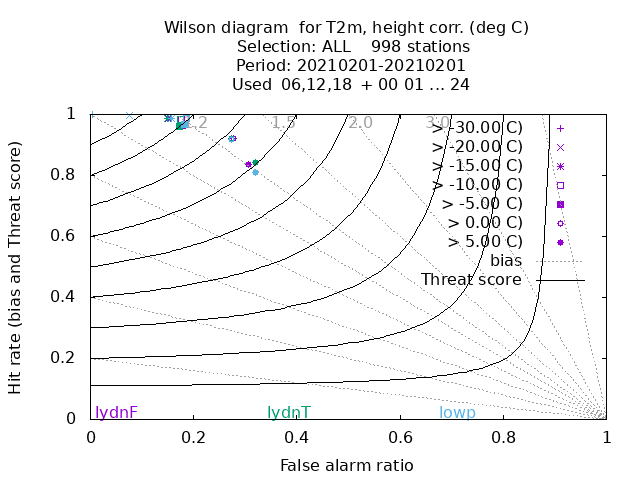 Wilson diagram  for T2m, height corr. (deg C)
Selection: ALL    998 stations
Period: 20210201-20210201
Used  06,12,18  + 00 01 ... 24
Hit rate (bias and Threat score)
1
0.8
0.6
0.4
0.2
0
1.5
2.0
3.0
> -30.00 C)
> -20.00 C)
> -15.00 C)
> -10.00 C)
> -5.00 C)
> 0.00 C)
> 5.00 C)
bias
Threat score
lydnF
lydnT
lowp
0
0.2
0.4
0.6
0.8
1
False alarm ratio